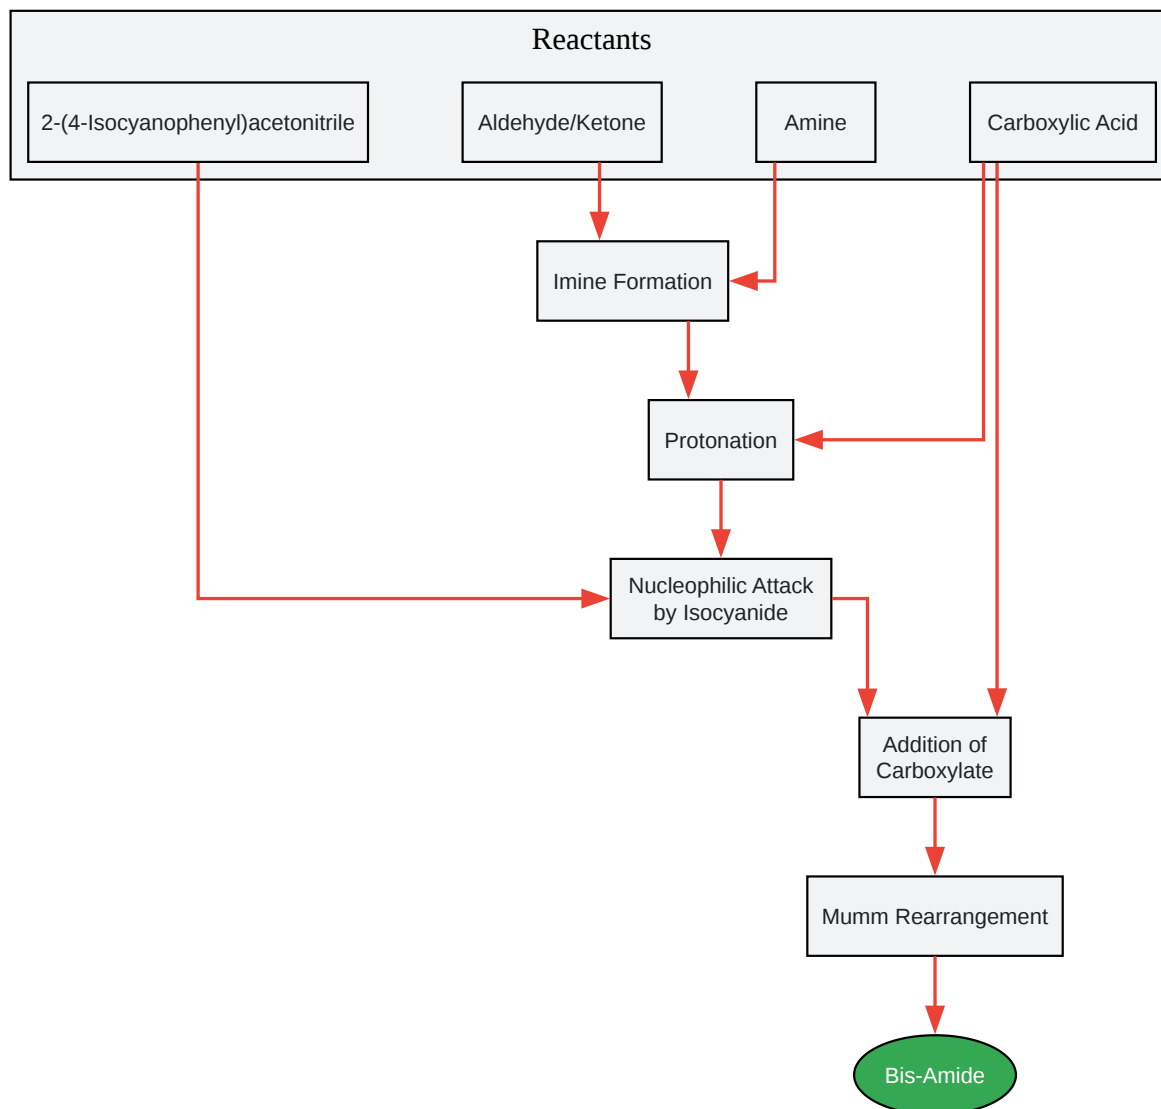 Reactants
2-(4-Isocyanophenyl)acetonitrile
Aldehyde/Ketone
Amine
Carboxylic Acid
Imine Formation
Protonation
Nucleophilic Attack
by Isocyanide
Addition of
Carboxylate
Mumm Rearrangement
Bis-Amide